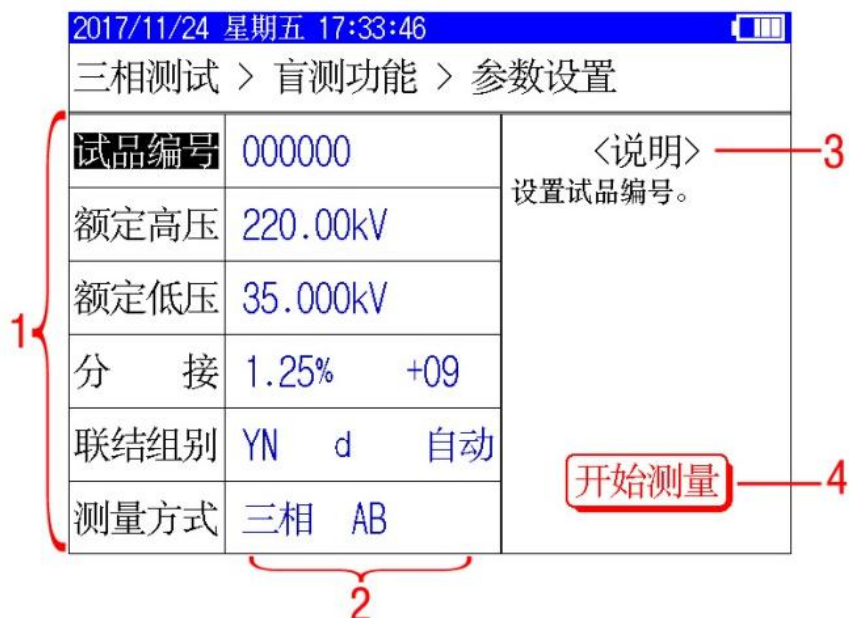 2017/11/24 星期五 17:33:46
三相测试 > 盲测功能 > 参数设置
试品编号 000000
额定高压 220.00kV
额定低压 35.000kV
分 接 1.25% +09
联结组别 YN d 自动
测量方式 三相 AB
<说明>
设置试品编号。
开始测量
1
2
3
4